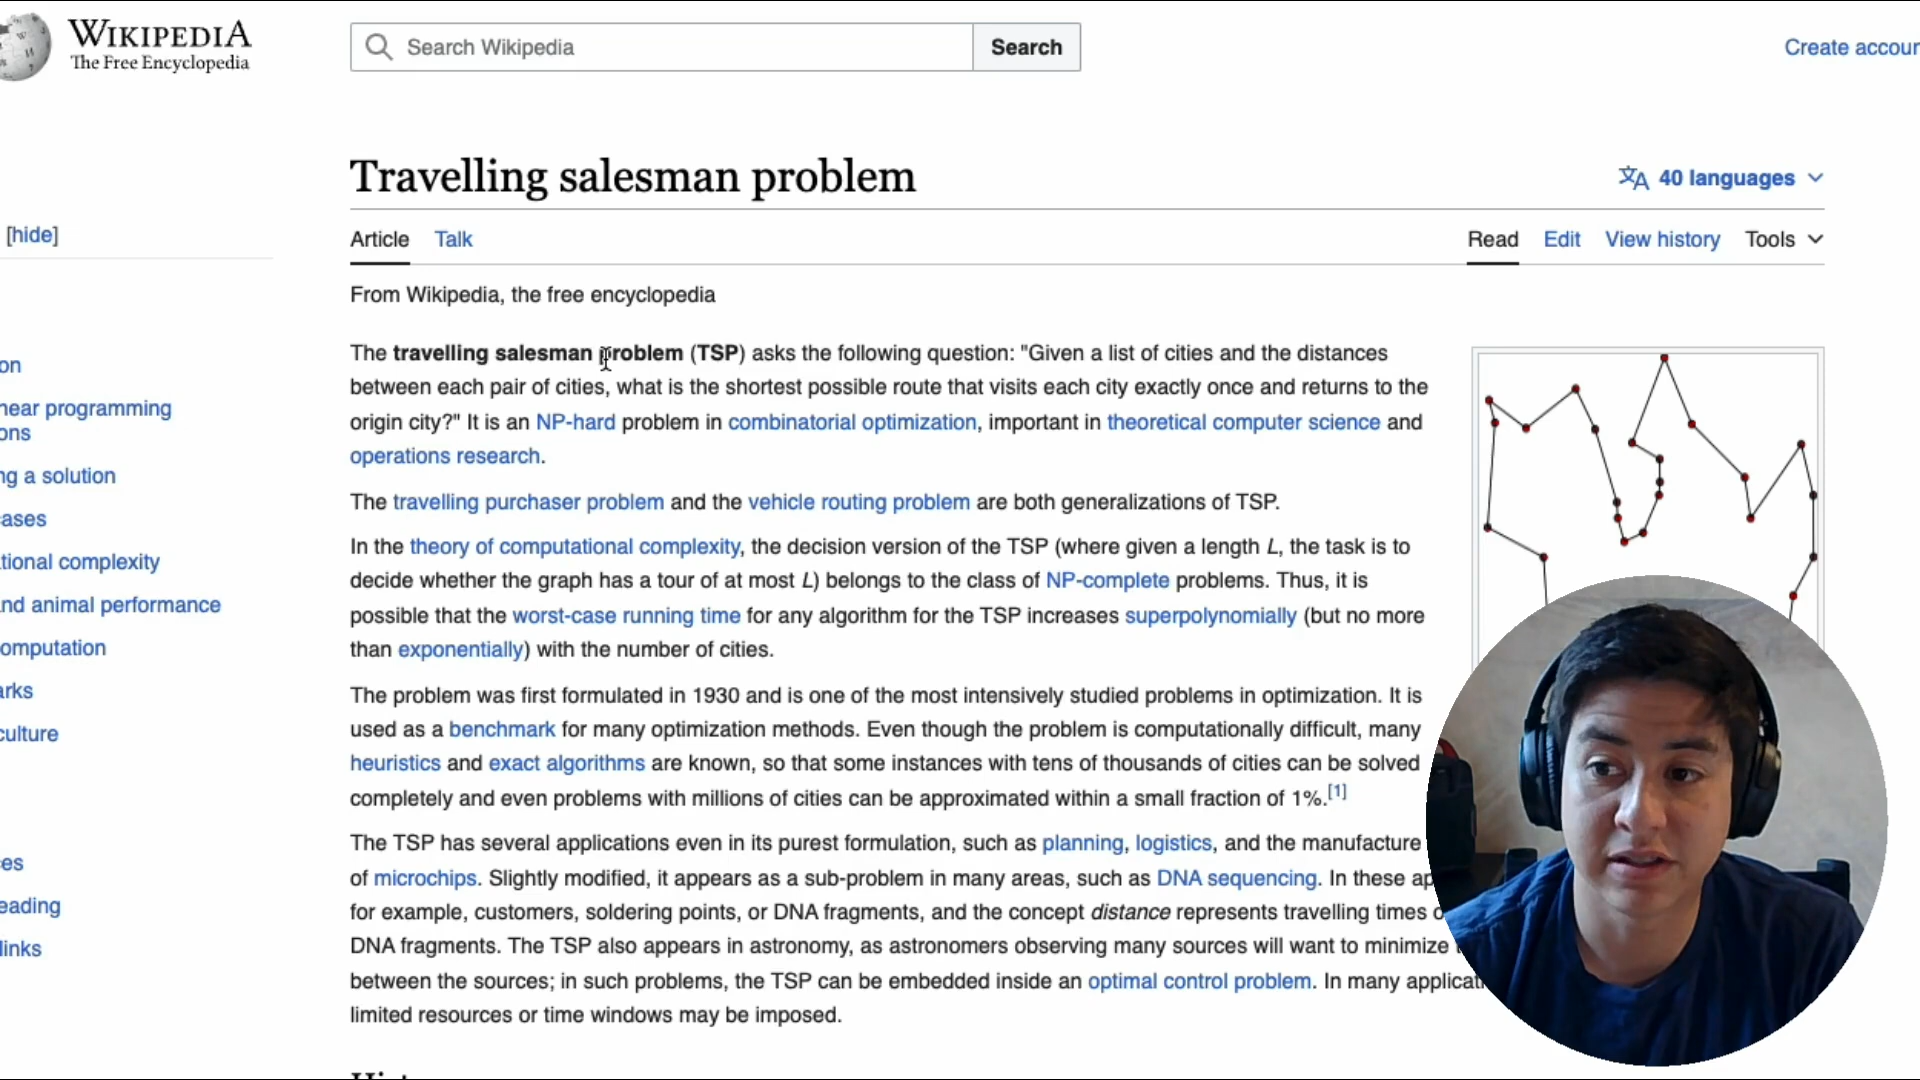 WIKIPEDIA
The Free Encyclopedia
Search Wikipedia
Search
Create accoun
Travelling salesman problem
40 languages
[hide]
Article Talk
Read Edit View history Tools
From Wikipedia, the free encyclopedia
The travelling salesman problem (TSP) asks the following question: "Given a list of cities and the distances
between each pair of cities, what is the shortest possible route that visits each city exactly once and returns to the
origin city?" It is an NP-hard problem in combinatorial optimization, important in theoretical computer science and
operations research.
The travelling purchaser problem and the vehicle routing problem are both generalizations of TSP.
In the theory of computational complexity, the decision version of the TSP (where given a length L, the task is to
decide whether the graph has a tour of at most L) belongs to the class of NP-complete problems. Thus, it is
possible that the worst-case running time for any algorithm for the TSP increases superpolynomially (but no more
than exponentially) with the number of cities.
The problem was first formulated in 1930 and is one of the most intensively studied problems in optimization. It is
used as a benchmark for many optimization methods. Even though the problem is computationally difficult, many
heuristics and exact algorithms are known, so that some instances with tens of thousands of cities can be solved
completely and even problems with millions of cities can be approximated within a small fraction of 1%.[1]
The TSP has several applications even in its purest formulation, such as planning, logistics, and the manufacture
of microchips. Slightly modified, it appears as a sub-problem in many areas, such as DNA sequencing. In these ap
for example, customers, soldering points, or DNA fragments, and the concept distance represents travelling times o
DNA fragments. The TSP also appears in astronomy, as astronomers observing many sources will want to minimize
between the sources; in such problems, the TSP can be embedded inside an optimal control problem. In many applicati
limited resources or time windows may be imposed.
on
near programming
ons
ng a solution
cases
tional complexity
nd animal performance
omputation
arks
culture
ces
eading
links